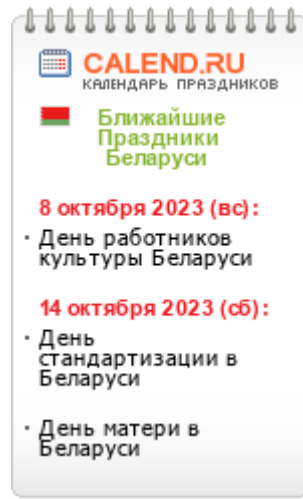 CALEND.RU
КАЛЕНДАРЬ ПРАЗДНИКОВ
Ближайшие
Праздники
Беларуси
8 октября 2023 (вс):
· День работников
культуры Беларуси
14 октября 2023 (сб):
· День
стандартизации в
Беларуси
· День матери в
Беларуси